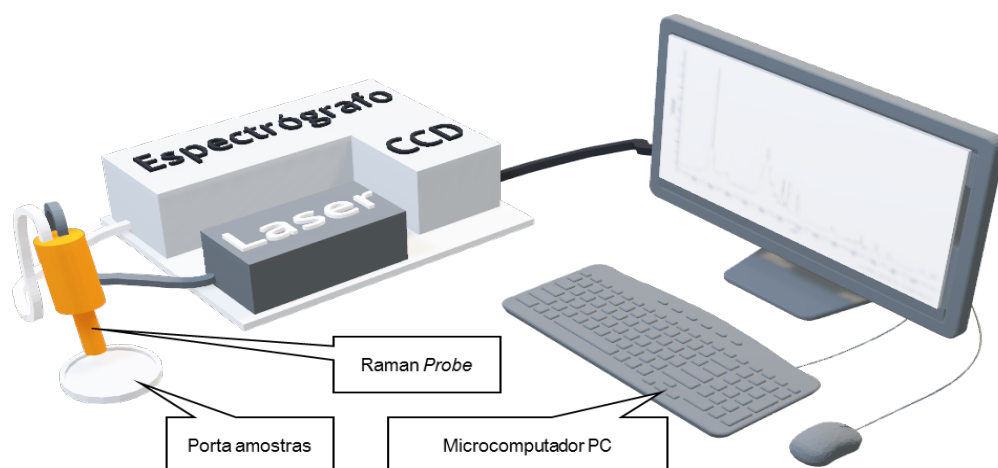 Espectrógrafo
CCD
Laser
Raman Probe
Porta amostras
Microcomputador PC